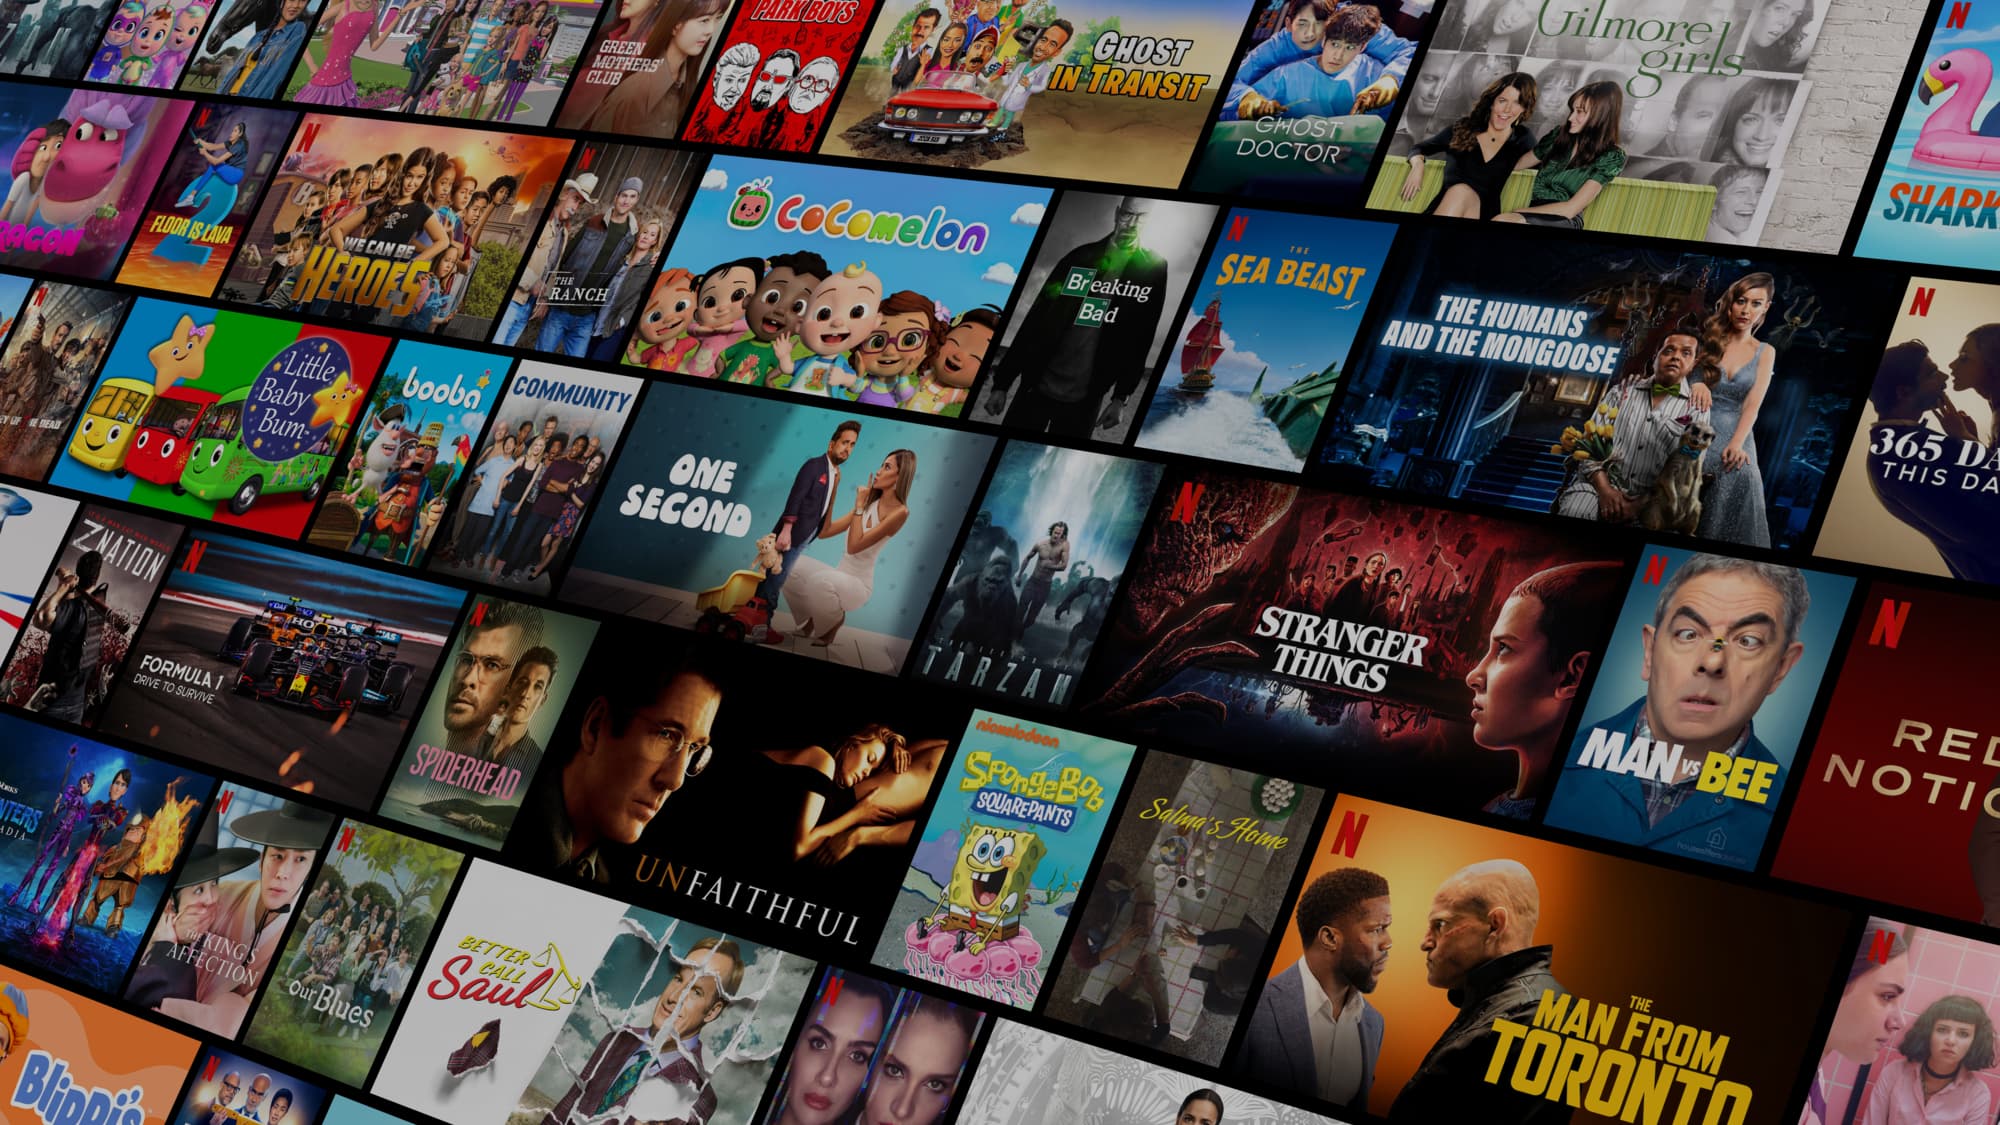 GREEN
MOTHERS'
CLUB
PARK BOYS
GHOST
IN TRANSIT
GHOST
DOCTOR
Gilmore
girls
N
SHARK
RAGON
N
FLOOR IS LAVA
N
WE CAN BE
HEROES
N
THE
RANCH
CoComelon
Breaking
Bad
N
THE
SEA BEAST
THE HUMANS
AND THE MONGOOSE
N
365 DA
THIS DA
N
Little
Baby
Bum
booba
COMMUNITY
ONE
SECOND
THE LEGEND OF
TARZAN
N
STRANGER
THINGS
N
MAN VS BEE
N
RED
NOTIC
Z NATION
N
FORMULA 1
DRIVE TO SURVIVE
HONDA
N
SPIDERHEAD
UNFAITHFUL
nickelodeon
SpongeBob
SQUAREPANTS
Salma's Home
N
THE
MAN FROM
TORONTO
N
N
THE KING'S
AFFECTION
N
our Blues
BETTER
CALL
Saul
N
Blippi's
N